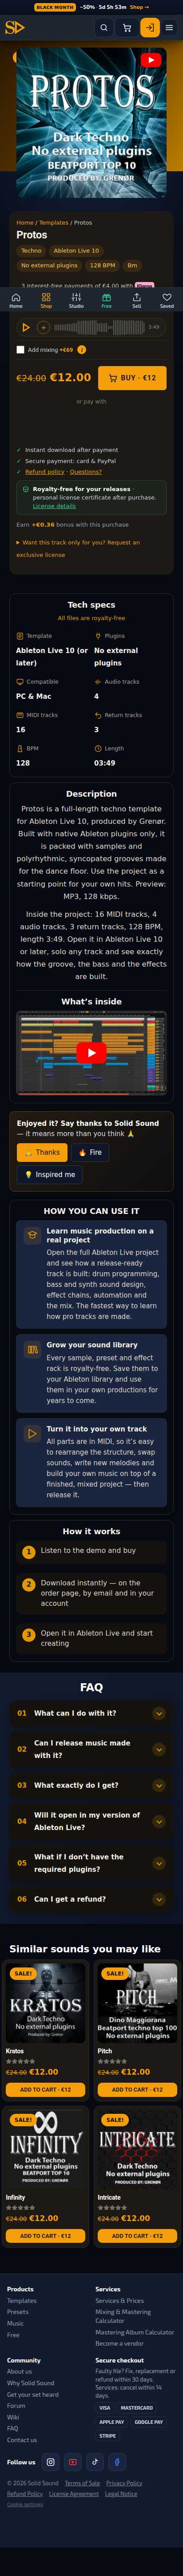 BLACK MONTH −50% · 5d 5h 53m Shop →
PROTOS
Dark Techno
No external plugins
BEATPORT TOP 10
PRODUCED BY: GRENØR
Home / Templates / Protos
Protos
Techno
Ableton Live 10
No external plugins
128 BPM
Bm
3 interest-free payments of €4.00 with Klarna
Home
Shop
Studio
Free
Sell
Saved
3:49
Add mixing +€69
€24.00 €12.00
BUY · €12
or pay with
✓ Instant download after payment
✓ Secure payment: card & PayPal
✓ Refund policy · Questions?
Royalty-free for your releases ·
personal license certificate after purchase.
License details
Earn +€0.36 bonus with this purchase
Want this track only for you? Request an
exclusive license
Tech specs
All files are royalty-free
Template
Ableton Live 10 (or
later)
Plugins
No external
plugins
Compatible
PC & Mac
Audio tracks
4
MIDI tracks
16
Return tracks
3
BPM
128
Length
03:49
Description
Protos is a full-length techno template
for Ableton Live 10, produced by Grenør.
Built with native Ableton plugins only, it
is packed with samples and
polyrhythmic, syncopated grooves made
for the dance floor. Use the project as a
starting point for your own hits. Preview:
MP3, 128 kbps.
Inside the project: 16 MIDI tracks, 4
audio tracks, 3 return tracks, 128 BPM,
length 3:49. Open it in Ableton Live 10
or later, solo any track and see exactly
how the groove, the bass and the effects
are built.
What’s inside
Enjoyed it? Say thanks to Solid Sound
— it means more than you think 🙏
👏 Thanks
🔥 Fire
💡 Inspired me
HOW YOU CAN USE IT
Learn music production on a
real project
Open the full Ableton Live project
and see how a release-ready
track is built: drum programming,
bass and synth sound design,
effect chains, automation and
the mix. The fastest way to learn
how pro tracks are made.
Grow your sound library
Every sample, preset and effect
rack is royalty-free. Save them to
your Ableton library and use
them in your own productions for
years to come.
Turn it into your own track
All parts are in MIDI, so it’s easy
to rearrange the structure, swap
sounds, write new melodies and
build your own music on top of a
finished, mixed project — then
release it.
How it works
1 Listen to the demo and buy
2 Download instantly — on the
order page, by email and in your
account
3 Open it in Ableton Live and start
creating
FAQ
01 What can I do with it?
02 Can I release music made
with it?
03 What exactly do I get?
04 Will it open in my version of
Ableton Live?
05 What if I don’t have the
required plugins?
06 Can I get a refund?
Similar sounds you may like
SALE!
KRATOS
Dark Techno
No external plugins
Produced by: Grenor
Kratos
€24.00 €12.00
ADD TO CART · €12
SALE!
PITCH
Dino Maggiorana
Beatport techno top 100
No external plugins
Pitch
€24.00 €12.00
ADD TO CART · €12
SALE!
INFINITY
Dark Techno
No external plugins
BEATPORT TOP 10
PRODUCED BY: GRENØR
Infinity
€24.00 €12.00
ADD TO CART · €12
SALE!
INTRICATE
Dark Techno
No external plugins
PRODUCED BY: GRENØR
Intricate
€24.00 €12.00
ADD TO CART · €12
Products
Templates
Presets
Music
Free
Services
Services & Prices
Mixing & Mastering
Calculator
Mastering Album Calculator
Become a vendor
Community
About us
Why Solid Sound
Get your set heard
Forum
Wiki
FAQ
Contact us
Secure checkout
Faulty file? Fix, replacement or
refund within 30 days.
Services: cancel within 14
days.
VISA
MASTERCARD
APPLE PAY
GOOGLE PAY
STRIPE
Follow us
© 2026 Solid Sound Terms of Sale Privacy Policy
Refund Policy License Agreement Legal Notice
Cookie settings